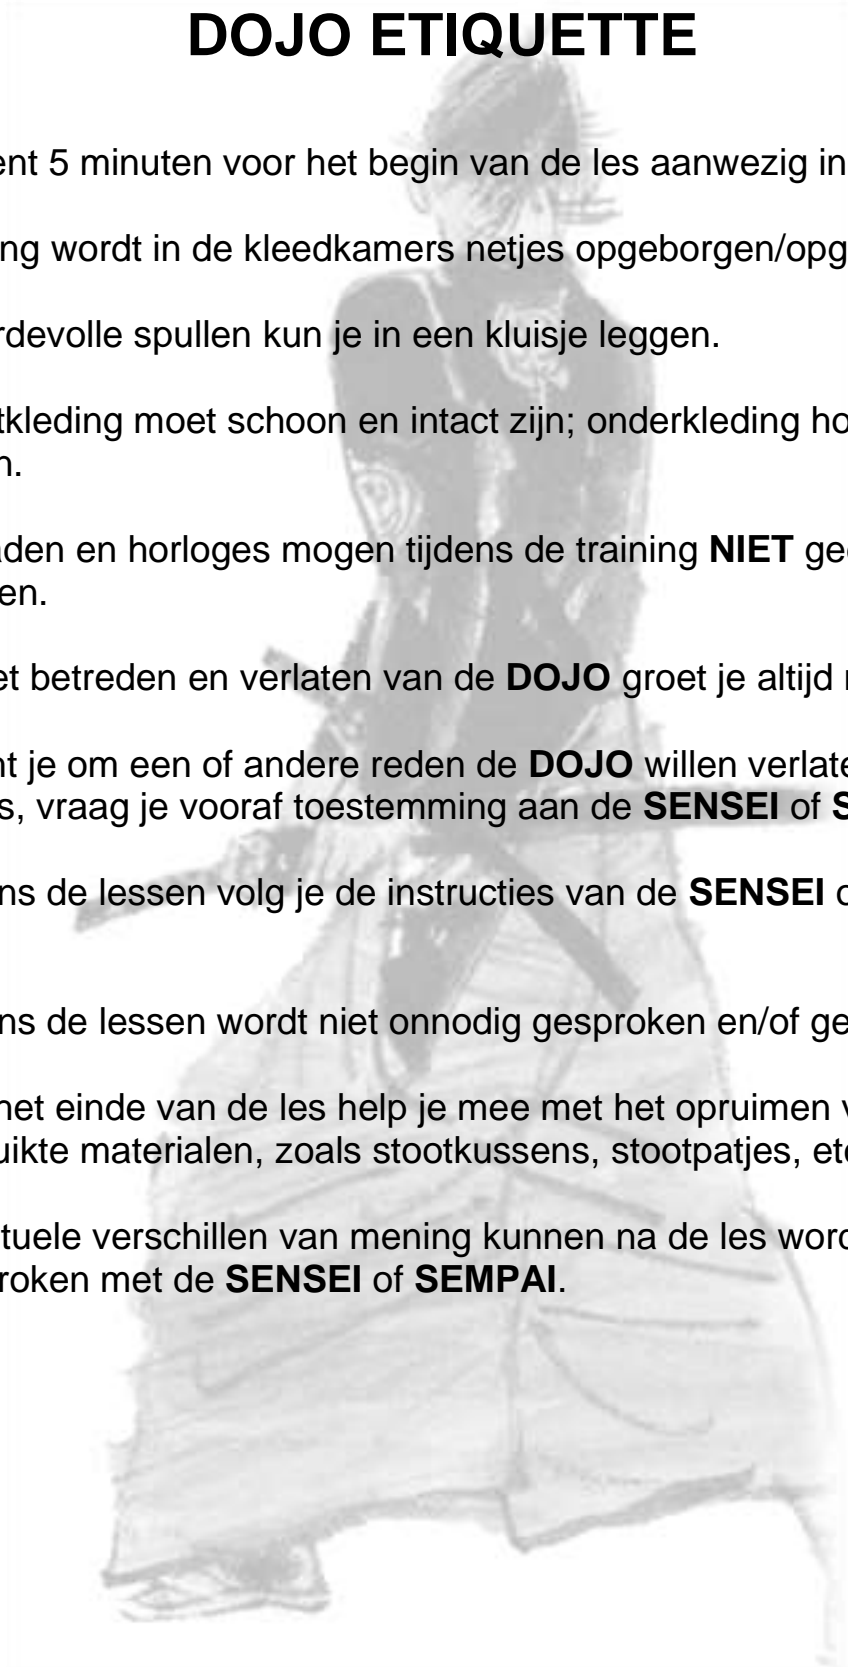 DOJO ETIQUETTE
ent 5 minuten voor het begin van de les aanwezig in
ng wordt in de kleedkamers netjes opgeborgen/opg
rdevolle spullen kun je in een kluisje leggen.
tkleding moet schoon en intact zijn; onderkleding ho
n.
aden en horloges mogen tijdens de training NIET ge
en.
et betreden en verlaten van de DOJO groet je altijd
ht je om een of andere reden de DOJO willen verlate
s, vraag je vooraf toestemming aan de SENSEI of S
ns de lessen volg je de instructies van de SENSEI o
ns de lessen wordt niet onnodig gesproken en/of ge
het einde van de les help je mee met het opruimen v
uikte materialen, zoals stootkussens, stootpatjes, etc
tuele verschillen van mening kunnen na de les word
roken met de SENSEI of SEMPAI.